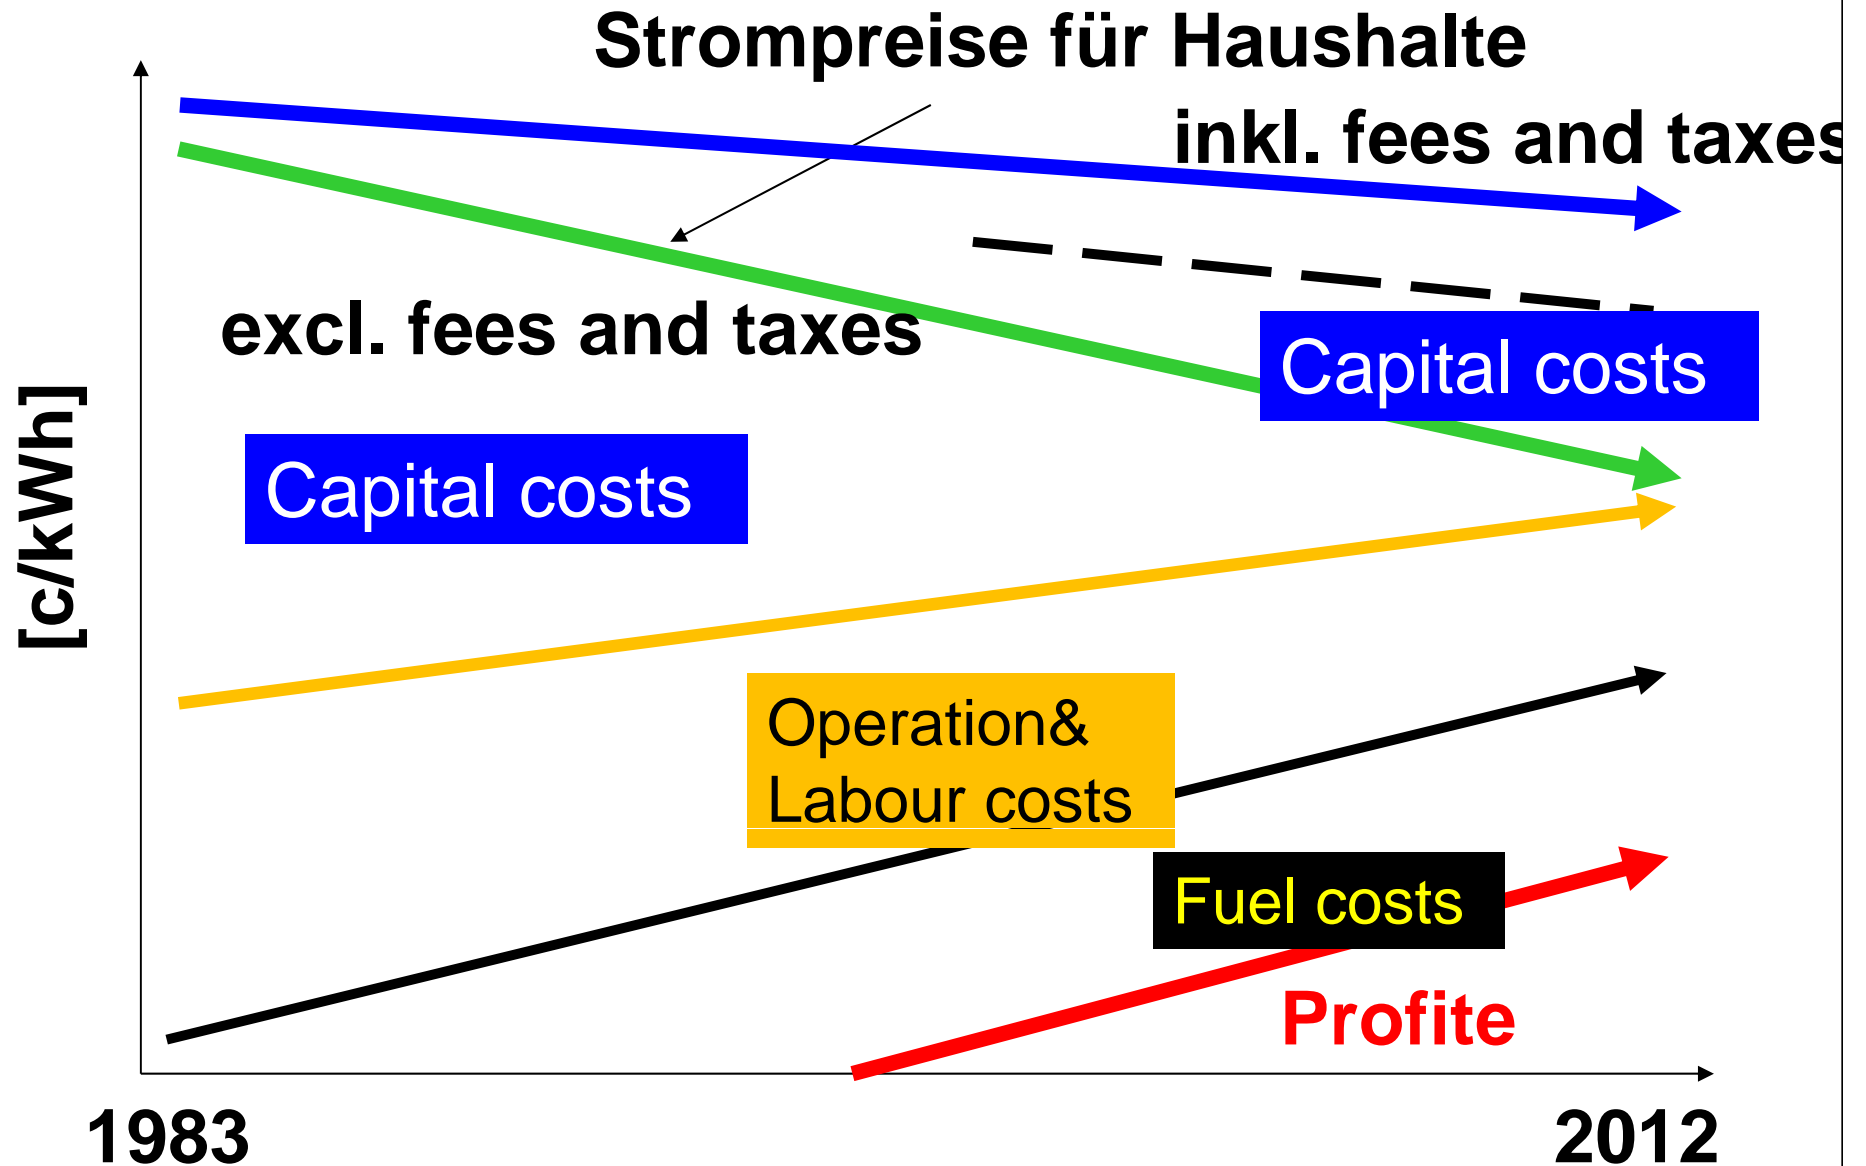 Strompreise für Haushalte
inkl. fees and taxes
excl. fees and taxes
Capital costs
Capital costs
[c/kWh]
Operation&
Labour costs
Fuel costs
Profite
1983
2012